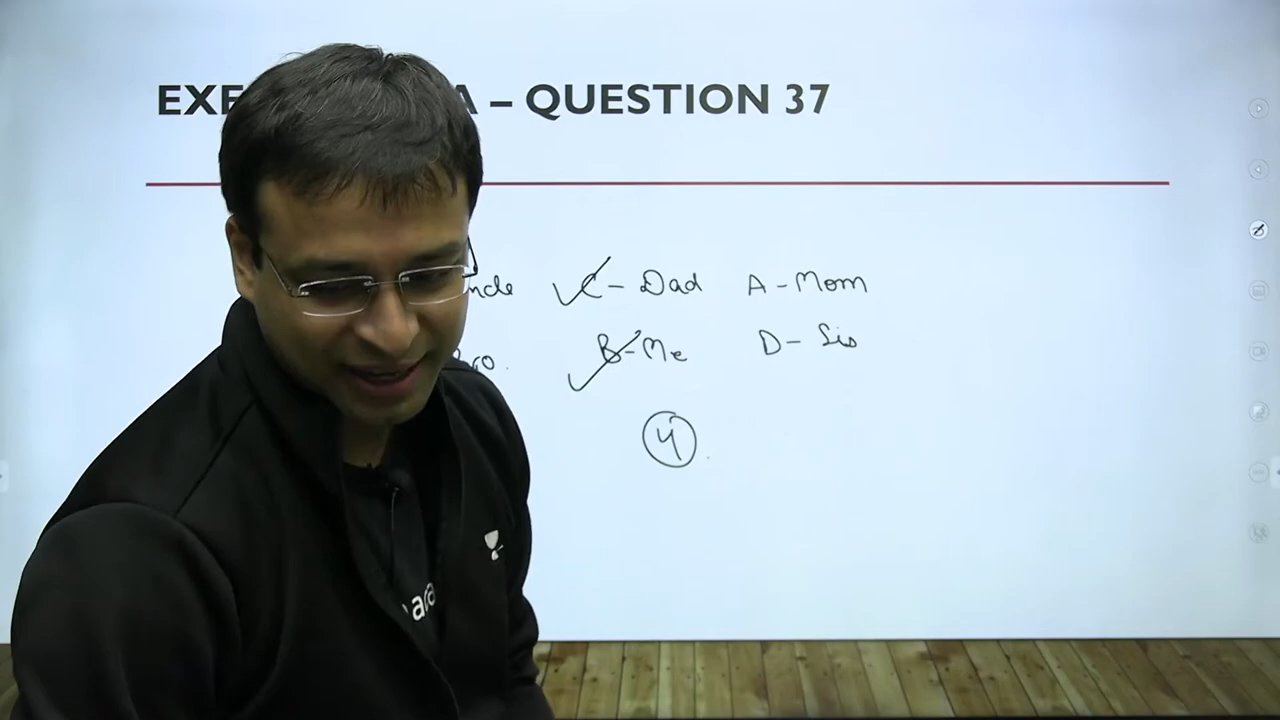 EXE A – QUESTION 37
ncle C – Dad A – Mom
ro. B – Me D – Sis
4